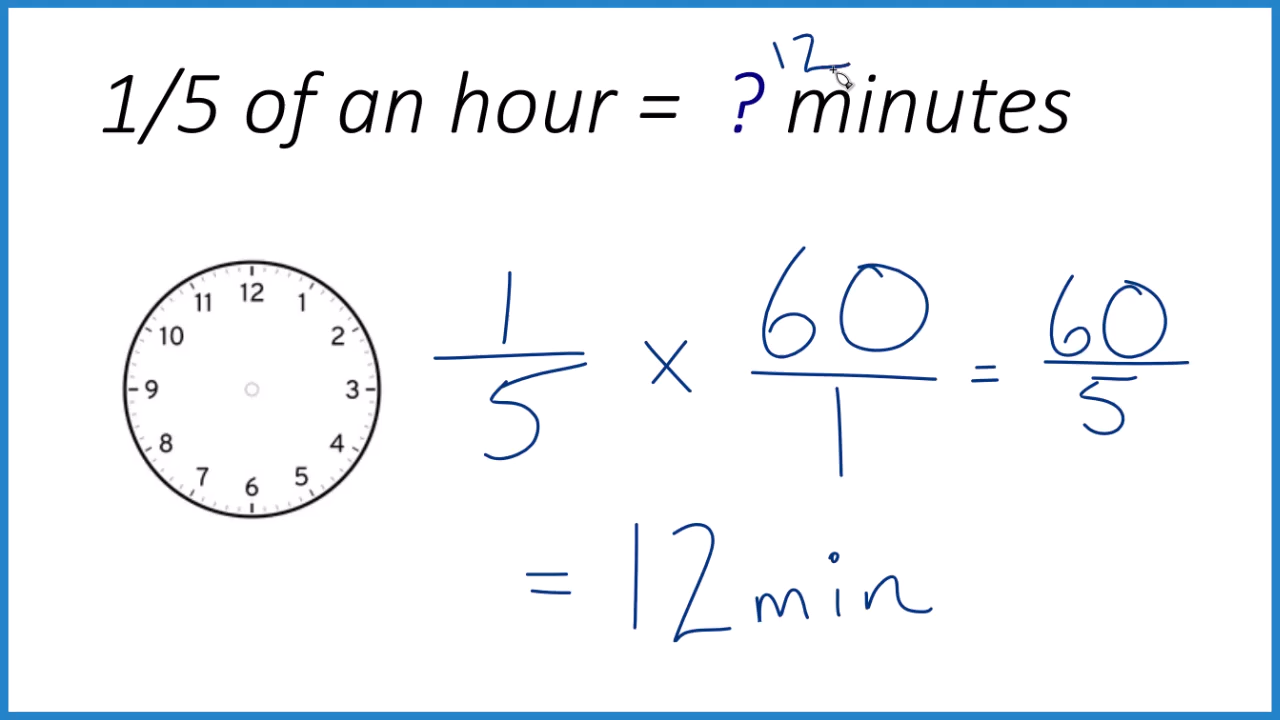 12
1/5 of an hour = ? minutes
12
11 1
10 2
9 3
8 4
7 5
6
1/5 × 60/1 = 60/5
= 12 min